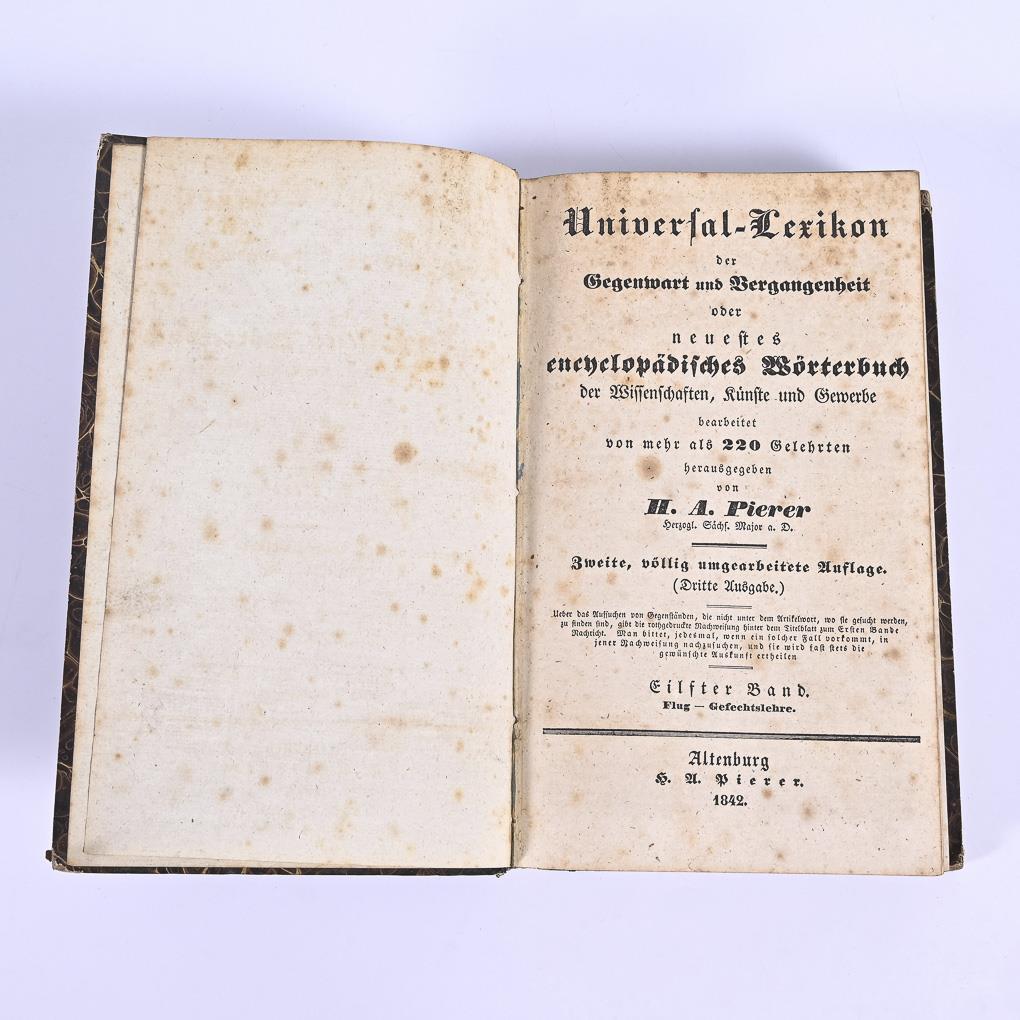 Universal-Lexikon
der
Gegenwart und Vergangenheit
oder
neuestes
encyclopädisches Wörterbuch
der Wissenschaften, Künste und Gewerbe
bearbeitet
von mehr als 220 Gelehrten
herausgegeben
von
H. A. Pierer
Herzogl. Sächs. Major a. D.
Zweite, völlig umgearbeitete Auflage.
(Dritte Ausgabe.)
Ueber das Aufsuchen von Gegenständen, die nicht unter dem Artikelwort, wo sie gesucht werden,
zu finden sind, gibt die rothgedruckte Nachweisung hinter dem Titelblatt zum Ersten Bande
Nachricht. Man bittet, jedesmal, wenn ein solcher Fall vorkommt, in
jener Nachweisung nachzusuchen, und sie wird fast stets die
gewünschte Auskunft ertheilen
Eilfter Band.
Flug — Gefechtslehre.
Altenburg
H. A. Pierer.
1842.